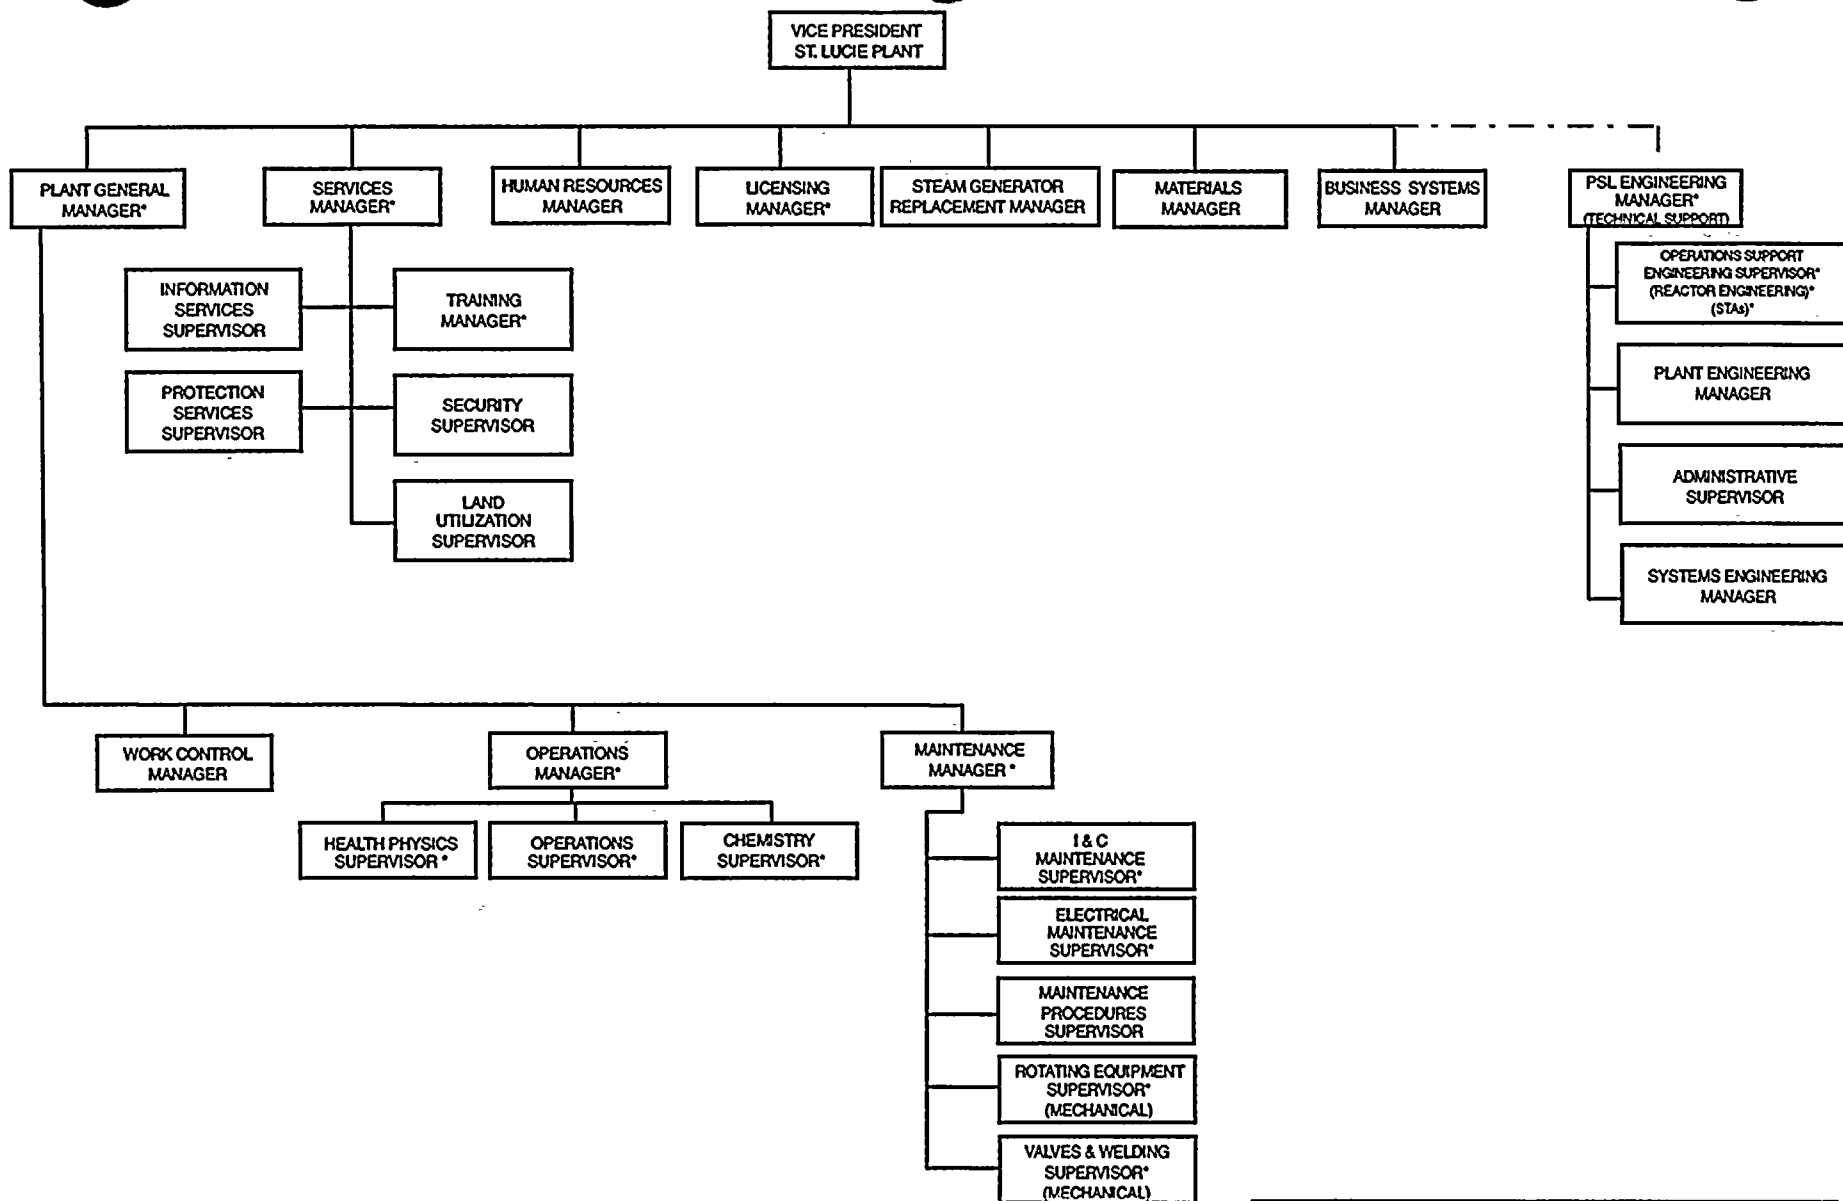 VICE PRESIDENT
ST. LUCIE PLANT
PLANT GENERAL
MANAGER*
SERVICES
MANAGER*
HUMAN RESOURCES
MANAGER
LICENSING
MANAGER*
STEAM GENERATOR
REPLACEMENT MANAGER
MATERIALS
MANAGER
BUSINESS SYSTEMS
MANAGER
PSL ENGINEERING
MANAGER*
(TECHNICAL SUPPORT)
INFORMATION
SERVICES
SUPERVISOR
TRAINING
MANAGER*
PROTECTION
SERVICES
SUPERVISOR
SECURITY
SUPERVISOR
LAND
UTILIZATION
SUPERVISOR
OPERATIONS SUPPORT
ENGINEERING SUPERVISOR*
(REACTOR ENGINEERING)*
(STAs)*
PLANT ENGINEERING
MANAGER
ADMINISTRATIVE
SUPERVISOR
SYSTEMS ENGINEERING
MANAGER
WORK CONTROL
MANAGER
OPERATIONS
MANAGER*
MAINTENANCE
MANAGER *
HEALTH PHYSICS
SUPERVISOR *
OPERATIONS
SUPERVISOR*
CHEMISTRY
SUPERVISOR*
I & C
MAINTENANCE
SUPERVISOR*
ELECTRICAL
MAINTENANCE
SUPERVISOR*
MAINTENANCE
PROCEDURES
SUPERVISOR
ROTATING EQUIPMENT
SUPERVISOR*
(MECHANICAL)
VALVES & WELDING
SUPERVISOR*
(MECHANICAL)